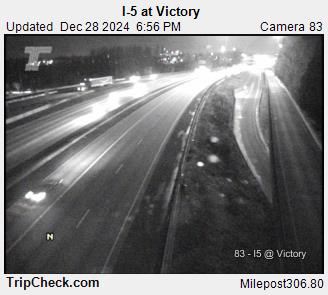 I-5 at Victory
Updated Dec 28 2024 6:56 PM Camera 83
T
N
83 - I5 @ Victory
TripCheck.com Milepost306.80